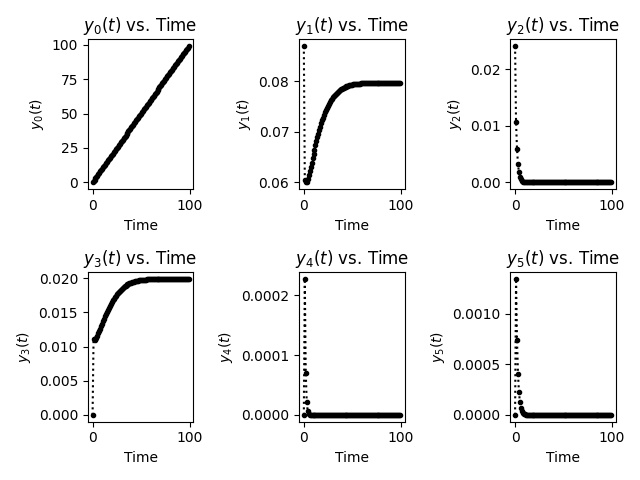 y₀(t) vs. Time
y₁(t) vs. Time
y₂(t) vs. Time
100
75
50
25
0
y₀(t)
0 100
Time
0.08
0.07
0.06
y₁(t)
0 100
Time
0.02
0.01
0.00
y₂(t)
0 100
Time
y₃(t) vs. Time
y₄(t) vs. Time
y₅(t) vs. Time
0.020
0.015
0.010
0.005
0.000
y₃(t)
0 100
Time
0.0002
0.0001
0.0000
y₄(t)
0 100
Time
0.0010
0.0005
0.0000
y₅(t)
0 100
Time